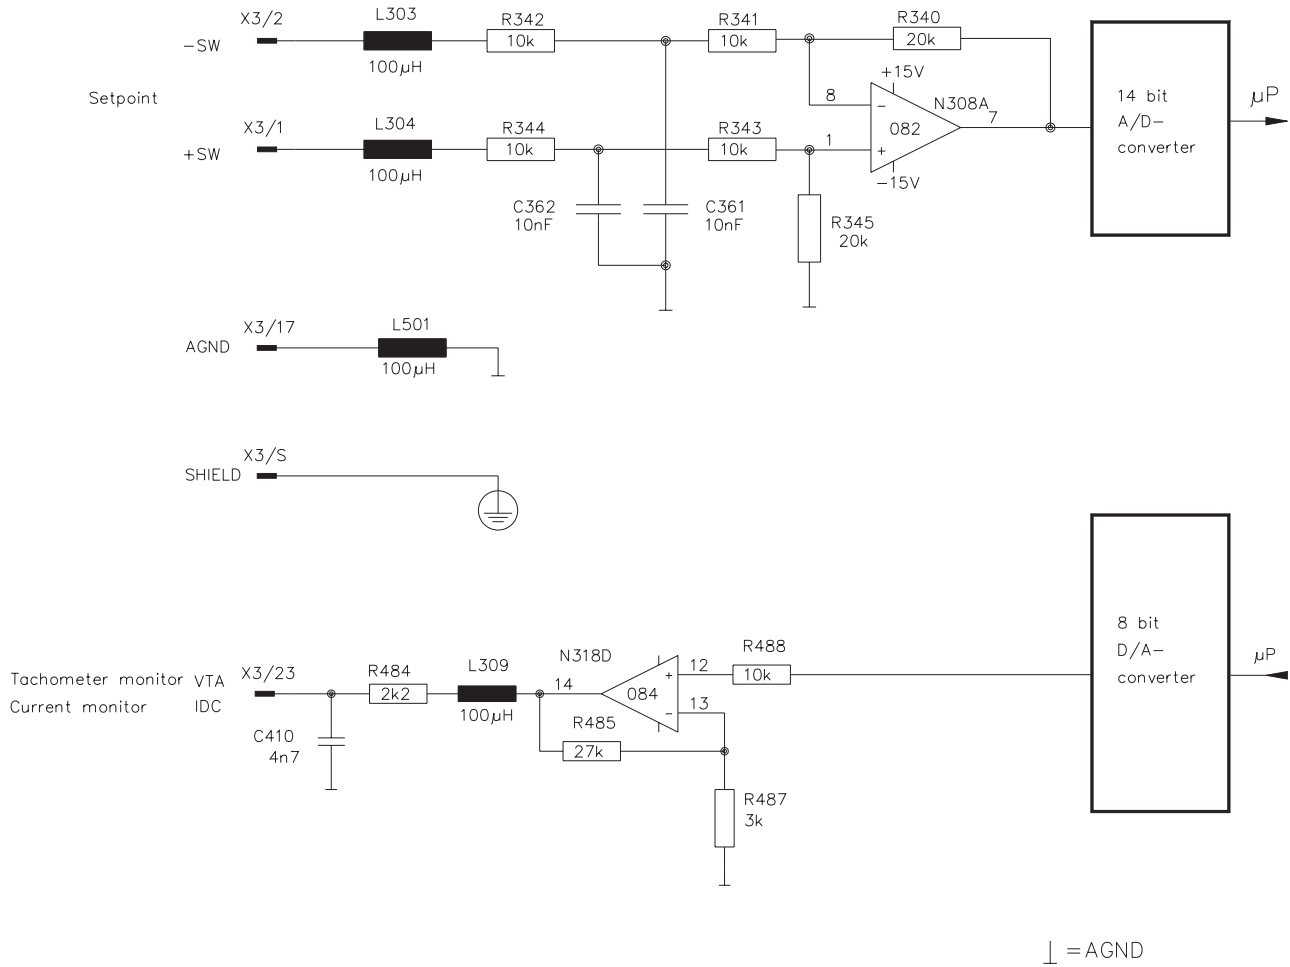 X3/2
L303
R342
R341
R340
10k
10k
20k
−SW
100µH
+15V
Setpoint
8
N308A
14 bit
µP
X3/1
L304
R344
R343
7
A/D−
082
1
+SW
10k
10k
converter
100µH
−15V
C362
C361
10nF
10nF
R345
20k
X3/17
L501
AGND
100µH
X3/S
SHIELD
8 bit
D/A−
µP
converter
N318D
R488
X3/23
R484
L309
12
10k
Tachometer monitor VTA
14
084
2k2
Current monitor IDC
13
100µH
R485
C410
27k
4n7
R487
3k
=AGND